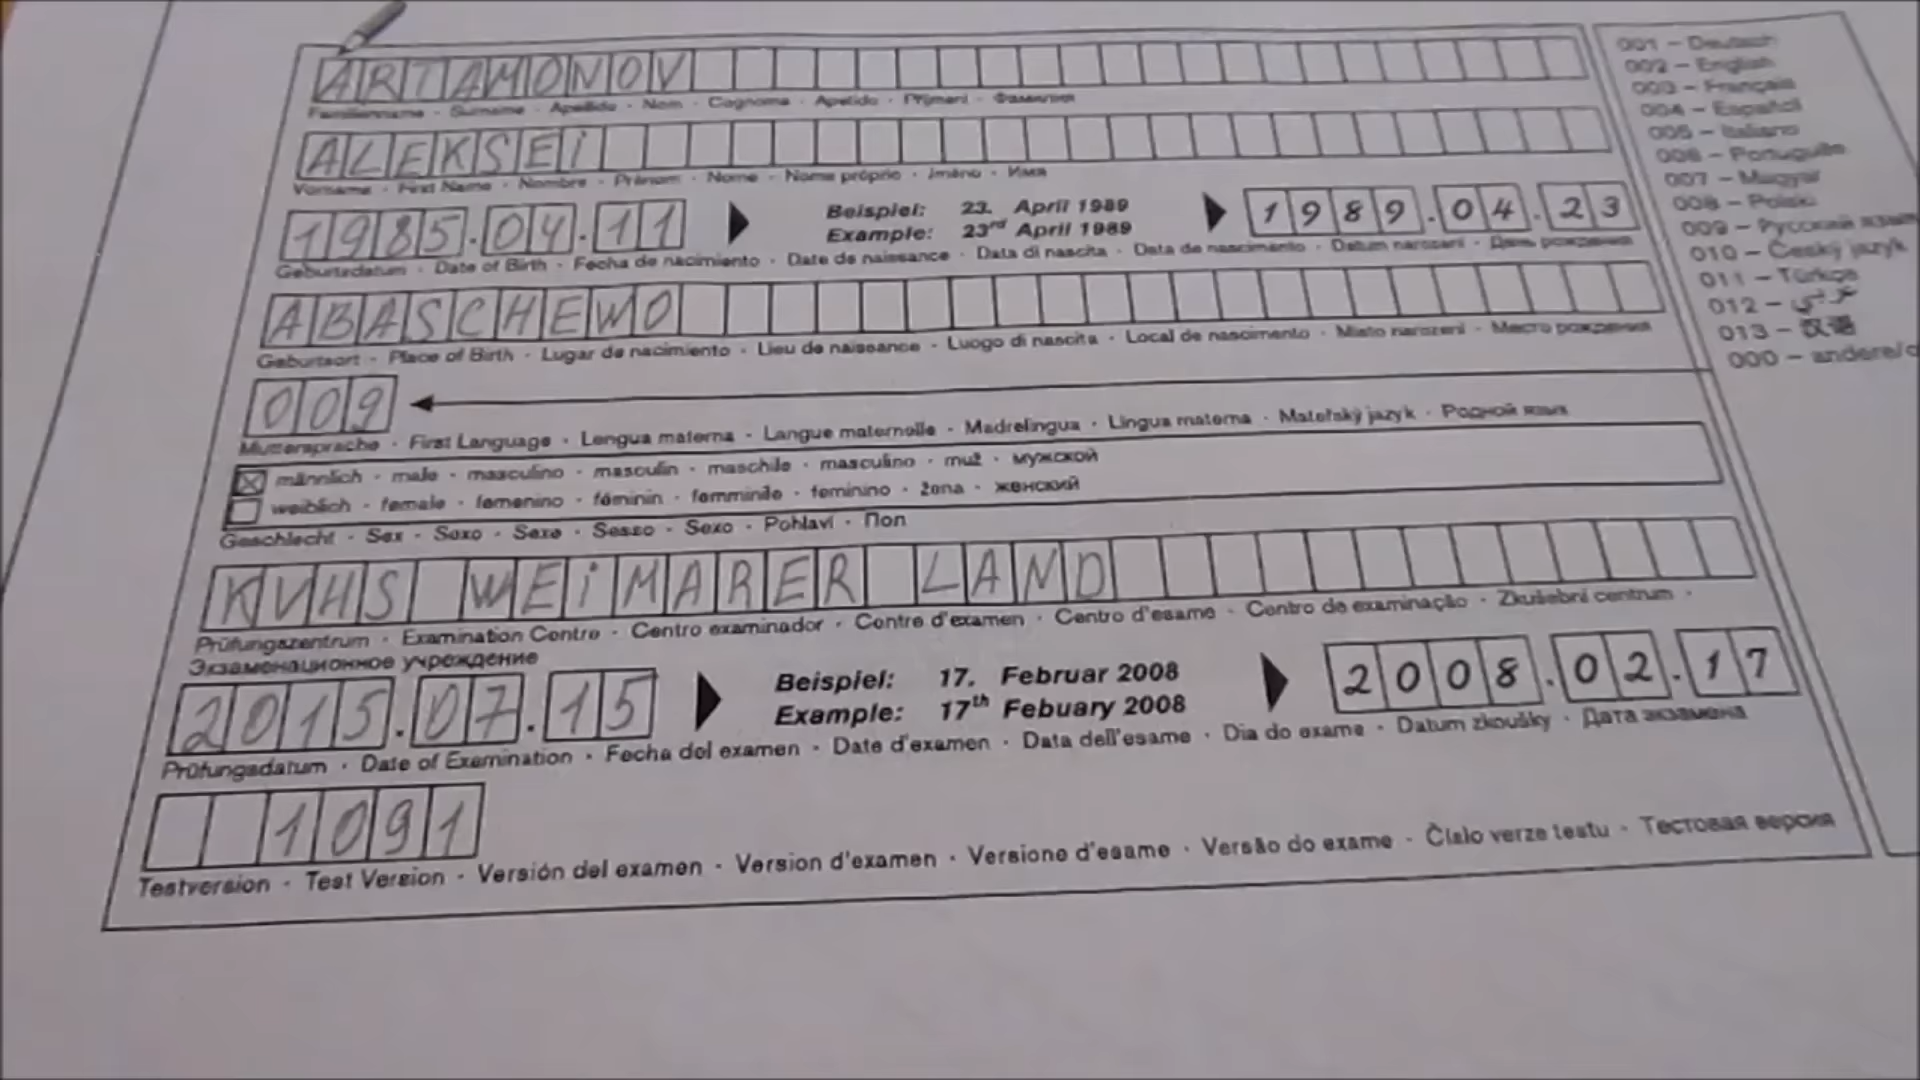 ARTAMONOV
Familienname · Surname · Apellido · Nom · Cognome · Apelido · Příjmení · Фамилия
ALEKSEi
Vorname · First Name · Nombre · Prénom · Nome · Nome próprio · Jméno · Имя
1985.04.11 Beispiel: 23. April 1989 1989.04.23
Example: 23rd April 1989
Geburtsdatum · Date of Birth · Fecha de nacimiento · Date de naissance · Data di nascita · Data de nascimento · Datum narození · День рождения
ABASCHEWO
Geburtsort · Place of Birth · Lugar de nacimiento · Lieu de naissance · Luogo di nascita · Local de nascimento · Místo narození · Место рождения
009
Muttersprache · First Language · Lengua materna · Langue maternelle · Madrelingua · Língua materna · Mateřský jazyk · Родной язык
männlich · male · masculino · masculin · maschile · masculino · muž · мужской
weiblich · female · femenino · féminin · femminile · feminino · žena · женский
Geschlecht · Sex · Sexo · Sexe · Sesso · Sexo · Pohlaví · Пол
KVHS WEiMARER LAND
Prüfungszentrum · Examination Centre · Centro examinador · Centre d'examen · Centro d'esame · Centro de examinação · Zkušební centrum ·
Экзаменационное учреждение
2015.07.15 Beispiel: 17. Februar 2008 2008.02.17
Example: 17th Febuary 2008
Prüfungsdatum · Date of Examination · Fecha del examen · Date d'examen · Data dell'esame · Dia do exame · Datum zkoušky · Дата экзамена
1091
Testversion · Test Version · Versión del examen · Version d'examen · Versione d'esame · Versão do exame · Číslo verze testu · Тестовая версия
001 – Deutsch
002 – English
003 – Français
004 – Español
005 – Italiano
006 – Português
007 – Magyar
008 – Polski
009 – Русский язык
010 – Český jazyk
011 – Türkçe
012 – عربي
013 – 汉语
000 – andere/o